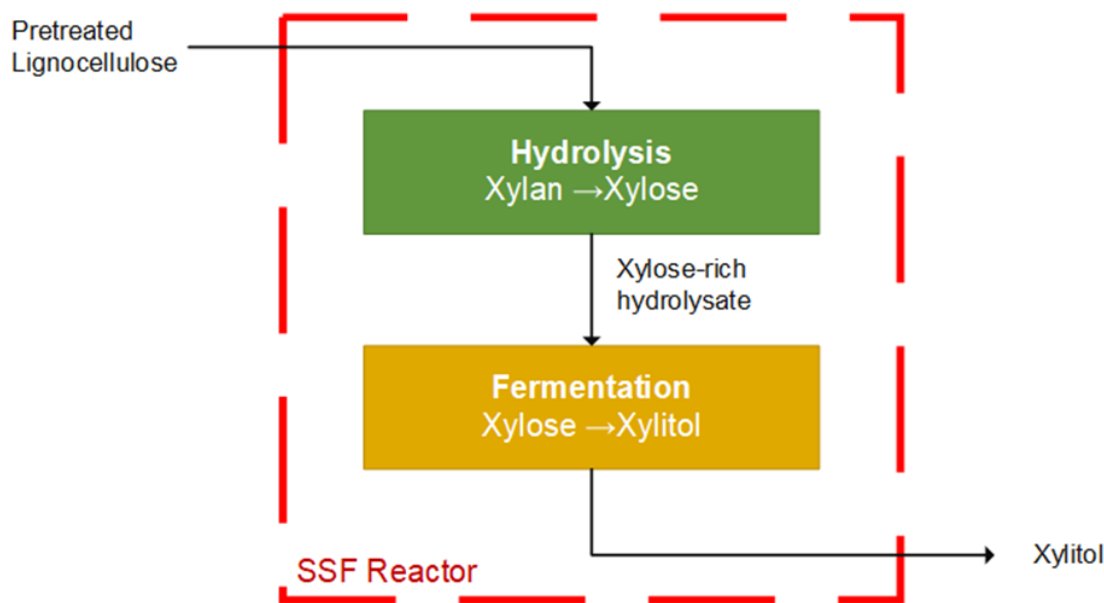 Pretreated
Lignocellulose
Hydrolysis
Xylan →Xylose
Xylose-rich
hydrolysate
Fermentation
Xylose →Xylitol
SSF Reactor
Xylitol